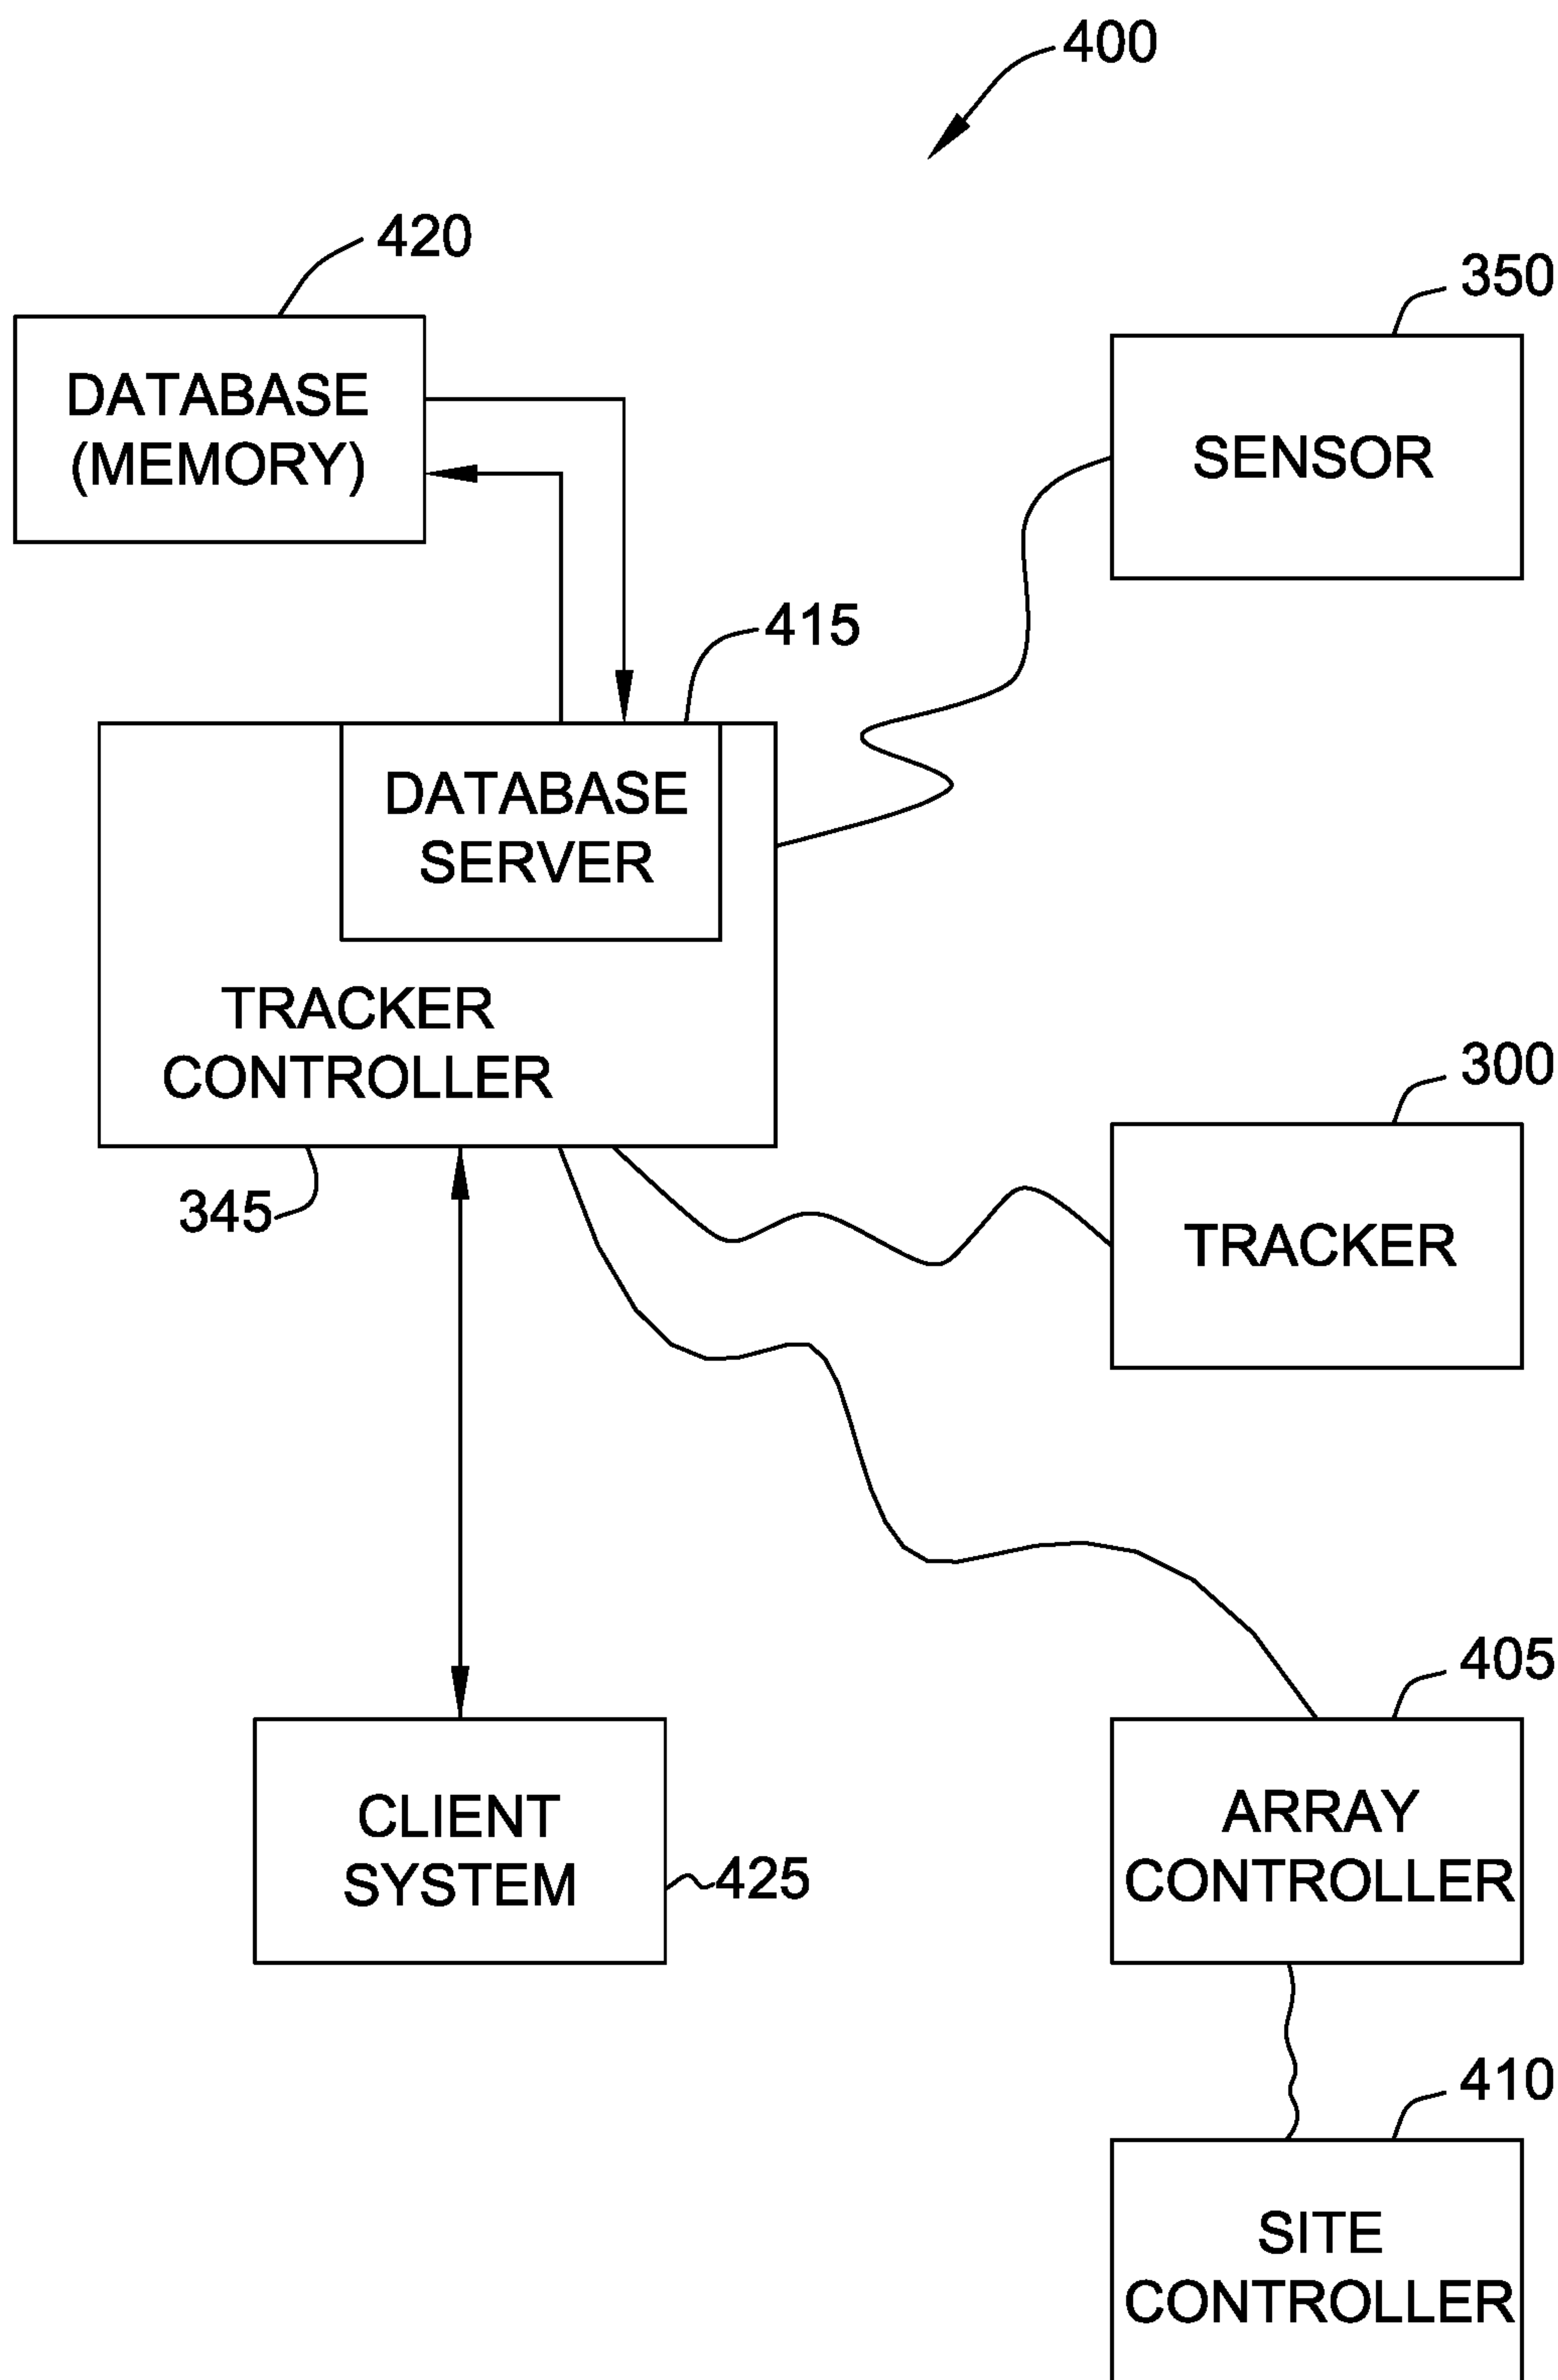 400
420
DATABASE
(MEMORY)
350
SENSOR
415
DATABASE
SERVER
TRACKER
CONTROLLER
345
300
TRACKER
405
CLIENT
SYSTEM
425
ARRAY
CONTROLLER
410
SITE
CONTROLLER